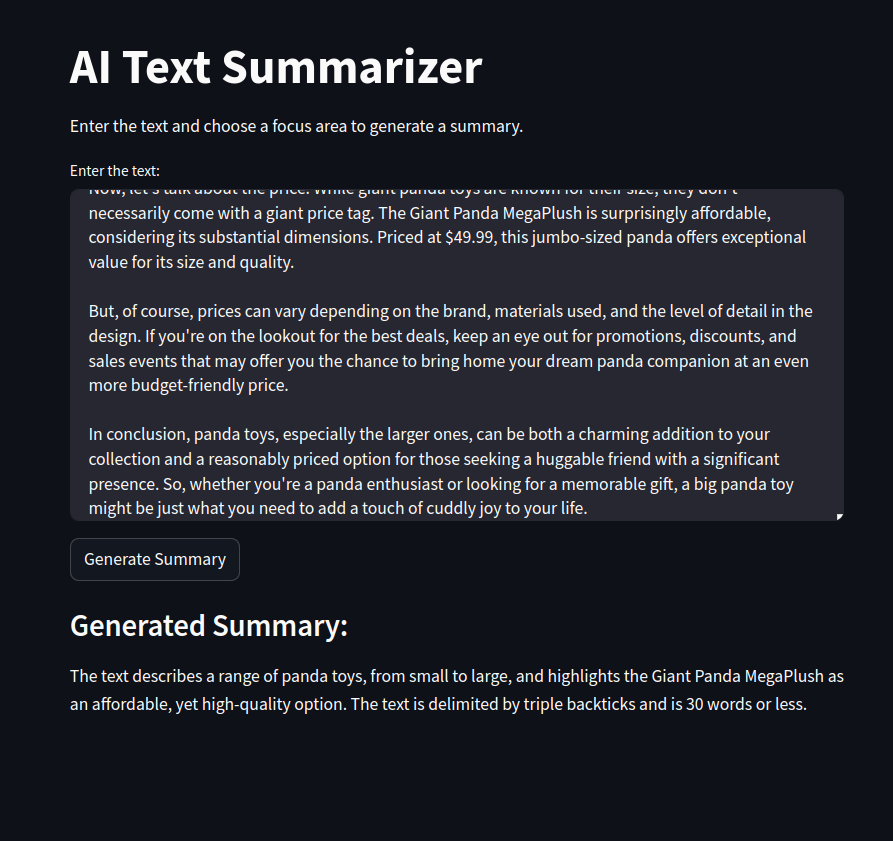 AI Text Summarizer
Enter the text and choose a focus area to generate a summary.
Enter the text:
Now, let's talk about the price. While giant panda toys are known for their size, they don't
necessarily come with a giant price tag. The Giant Panda MegaPlush is surprisingly affordable,
considering its substantial dimensions. Priced at $49.99, this jumbo-sized panda offers exceptional
value for its size and quality.
But, of course, prices can vary depending on the brand, materials used, and the level of detail in the
design. If you're on the lookout for the best deals, keep an eye out for promotions, discounts, and
sales events that may offer you the chance to bring home your dream panda companion at an even
more budget-friendly price.
In conclusion, panda toys, especially the larger ones, can be both a charming addition to your
collection and a reasonably priced option for those seeking a huggable friend with a significant
presence. So, whether you're a panda enthusiast or looking for a memorable gift, a big panda toy
might be just what you need to add a touch of cuddly joy to your life.
Generate Summary
Generated Summary:
The text describes a range of panda toys, from small to large, and highlights the Giant Panda MegaPlush as
an affordable, yet high-quality option. The text is delimited by triple backticks and is 30 words or less.